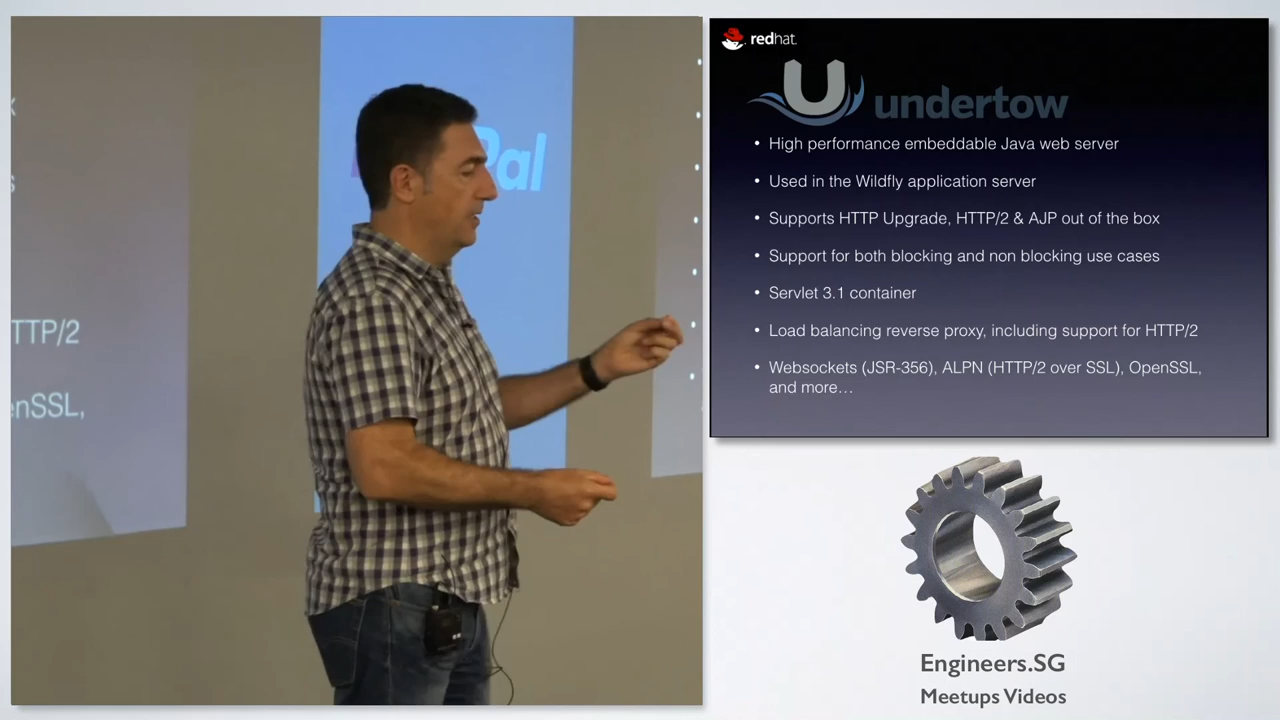 TTP/2
enSSL,
Pal
redhat.
undertow
• High performance embeddable Java web server
• Used in the Wildfly application server
• Supports HTTP Upgrade, HTTP/2 & AJP out of the box
• Support for both blocking and non blocking use cases
• Servlet 3.1 container
• Load balancing reverse proxy, including support for HTTP/2
• Websockets (JSR-356), ALPN (HTTP/2 over SSL), OpenSSL,
and more…
Engineers.SG
Meetups Videos